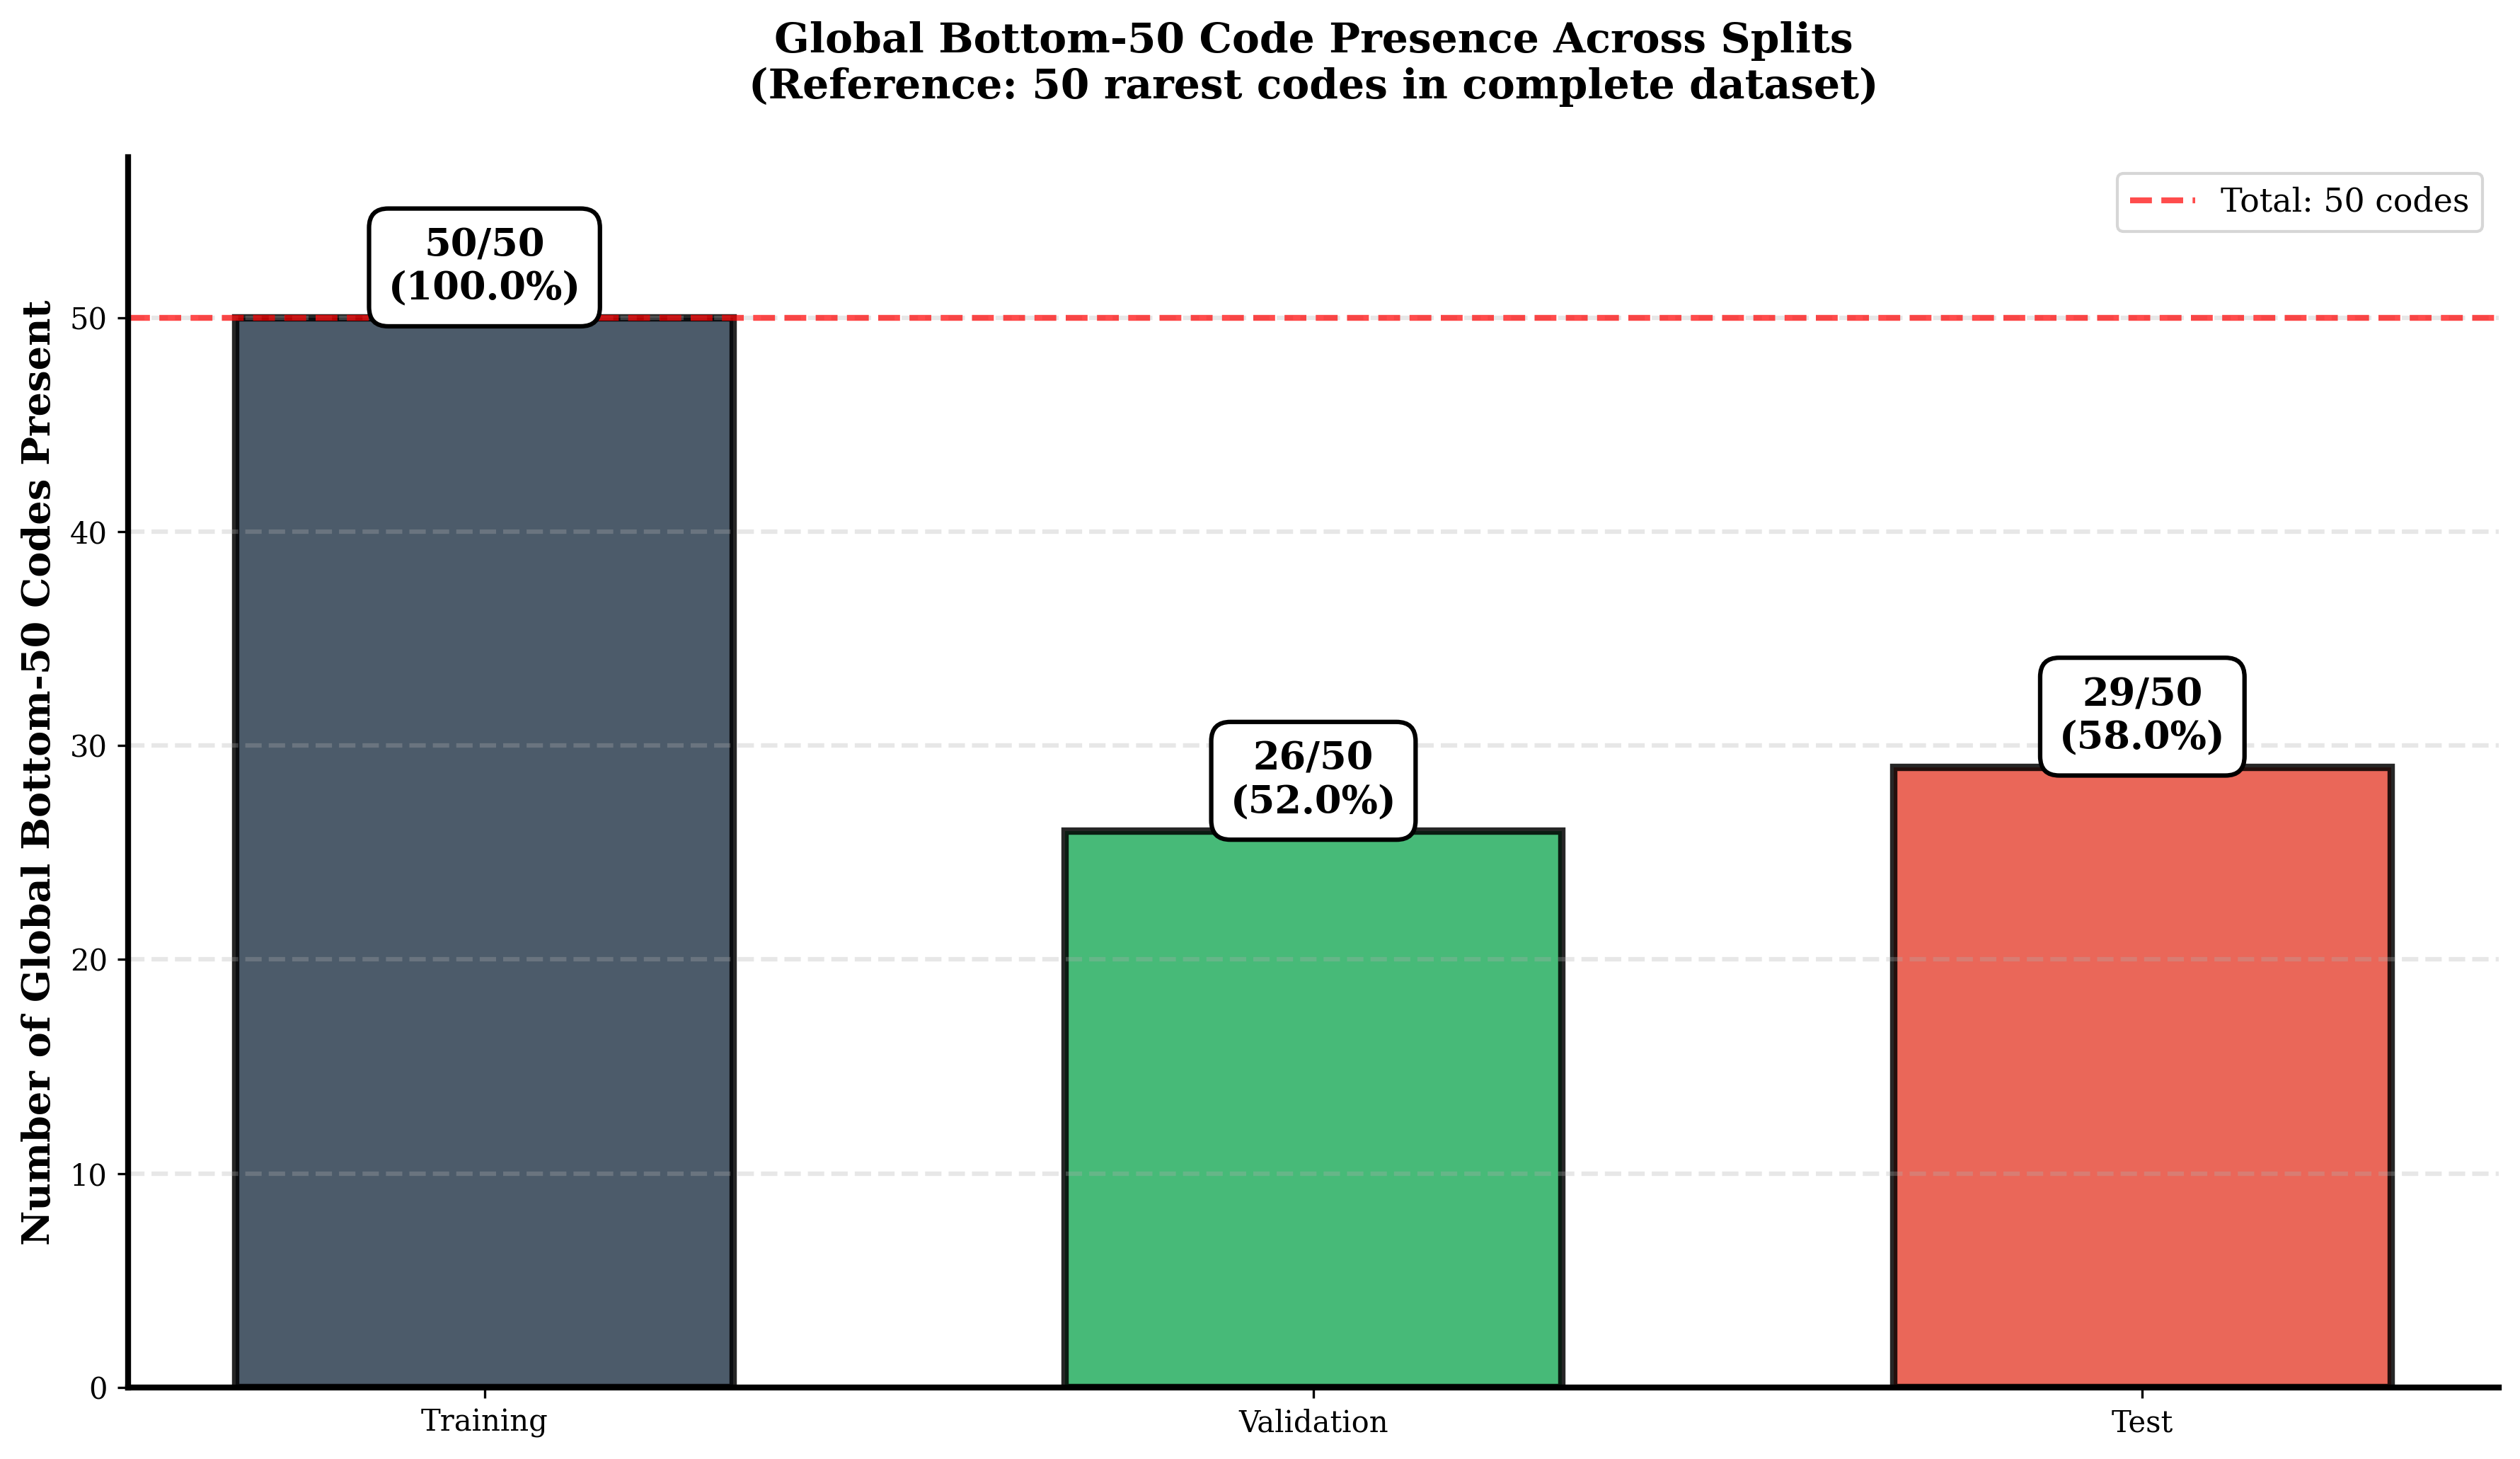 Global Bottom-50 Code Presence Across Splits
(Reference: 50 rarest codes in complete dataset)
Total: 50 codes
Number of Global Bottom-50 Codes Present
50
40
30
20
10
0
50/50
(100.0%)
26/50
(52.0%)
29/50
(58.0%)
Training
Validation
Test